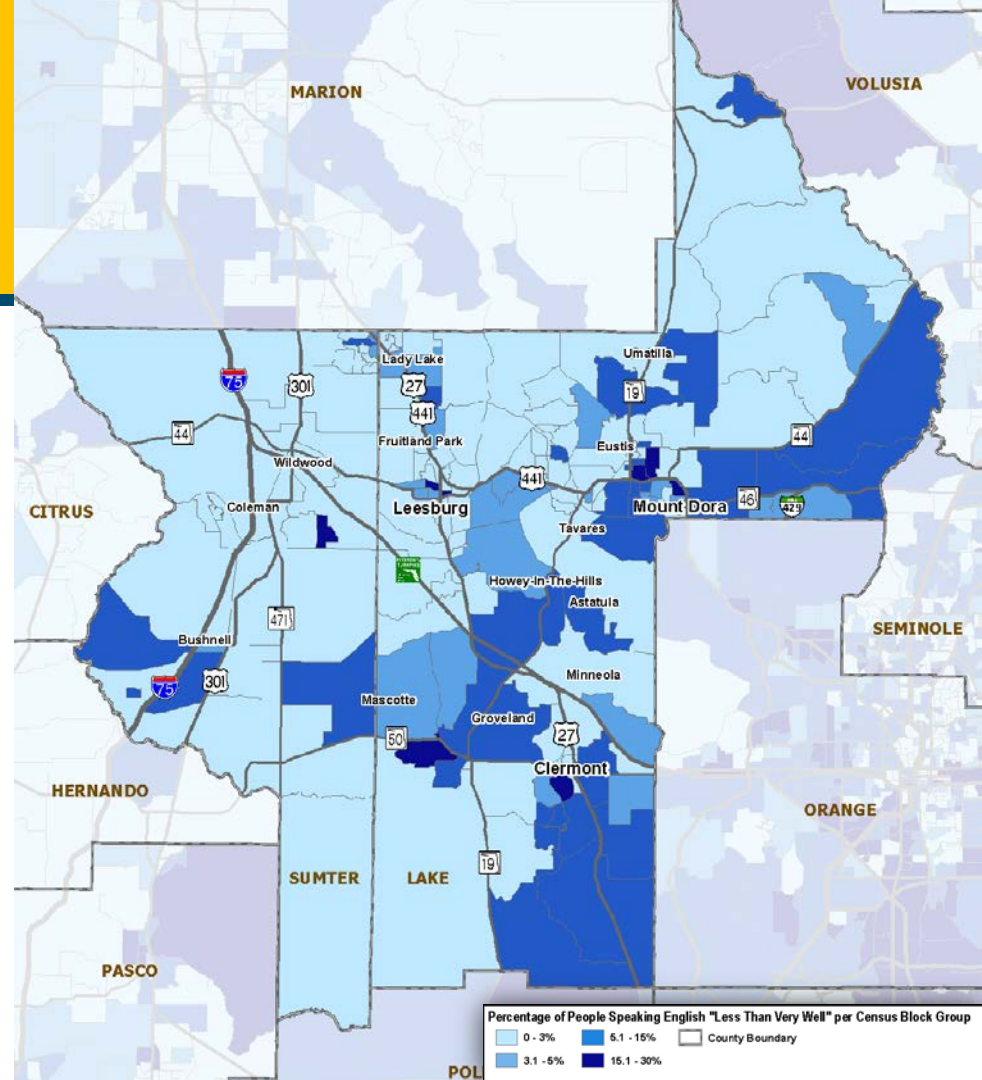 MARION
VOLUSIA
Umatilla
Lady Lake
75
301
27
19
441
44
44
Fruitland Park
Eustis
Wildwood
441
CITRUS
Coleman
Leesburg
Mount Dora
46
429
Tavares
Howey-In-The-Hills
Astatula
471
Bushnell
SEMINOLE
75
301
Minneola
Mascotte
Groveland
50
27
Clermont
HERNANDO
ORANGE
19
SUMTER
LAKE
PASCO
Percentage of People Speaking English "Less Than Very Well" per Census Block Group
0 - 3%
5.1 - 15%
County Boundary
3.1 - 5%
15.1 - 30%
POL